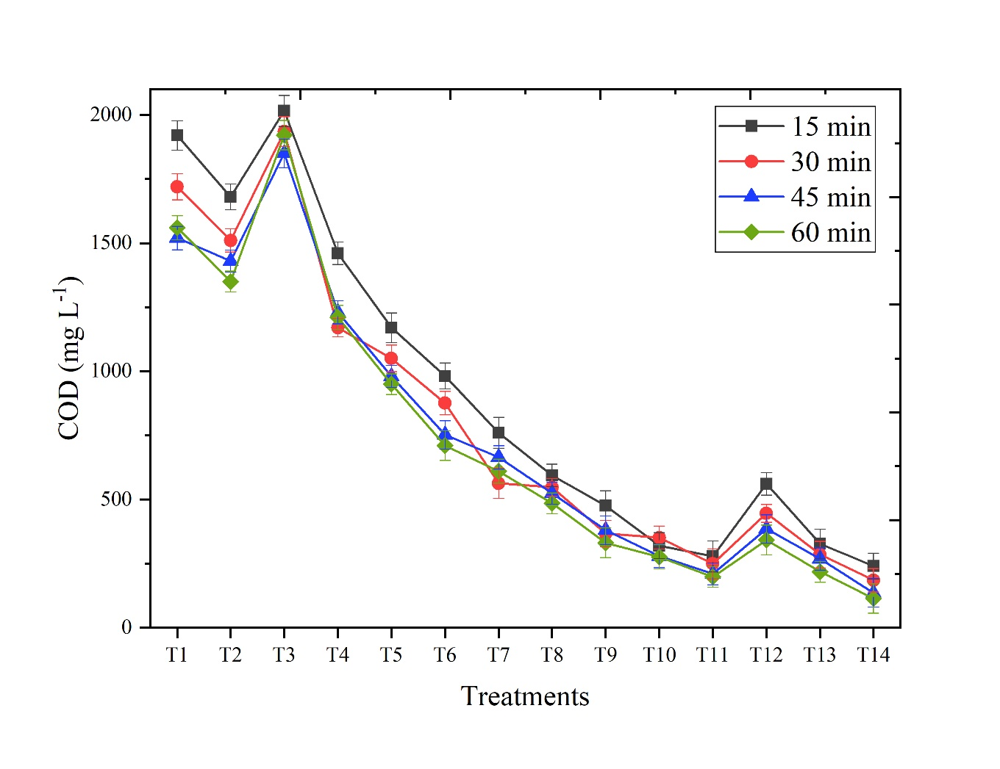 2000
1500
1000
500
0
COD (mg L-1)
15 min
30 min
45 min
60 min
T1 T2 T3 T4 T5 T6 T7 T8 T9 T10 T11 T12 T13 T14
Treatments